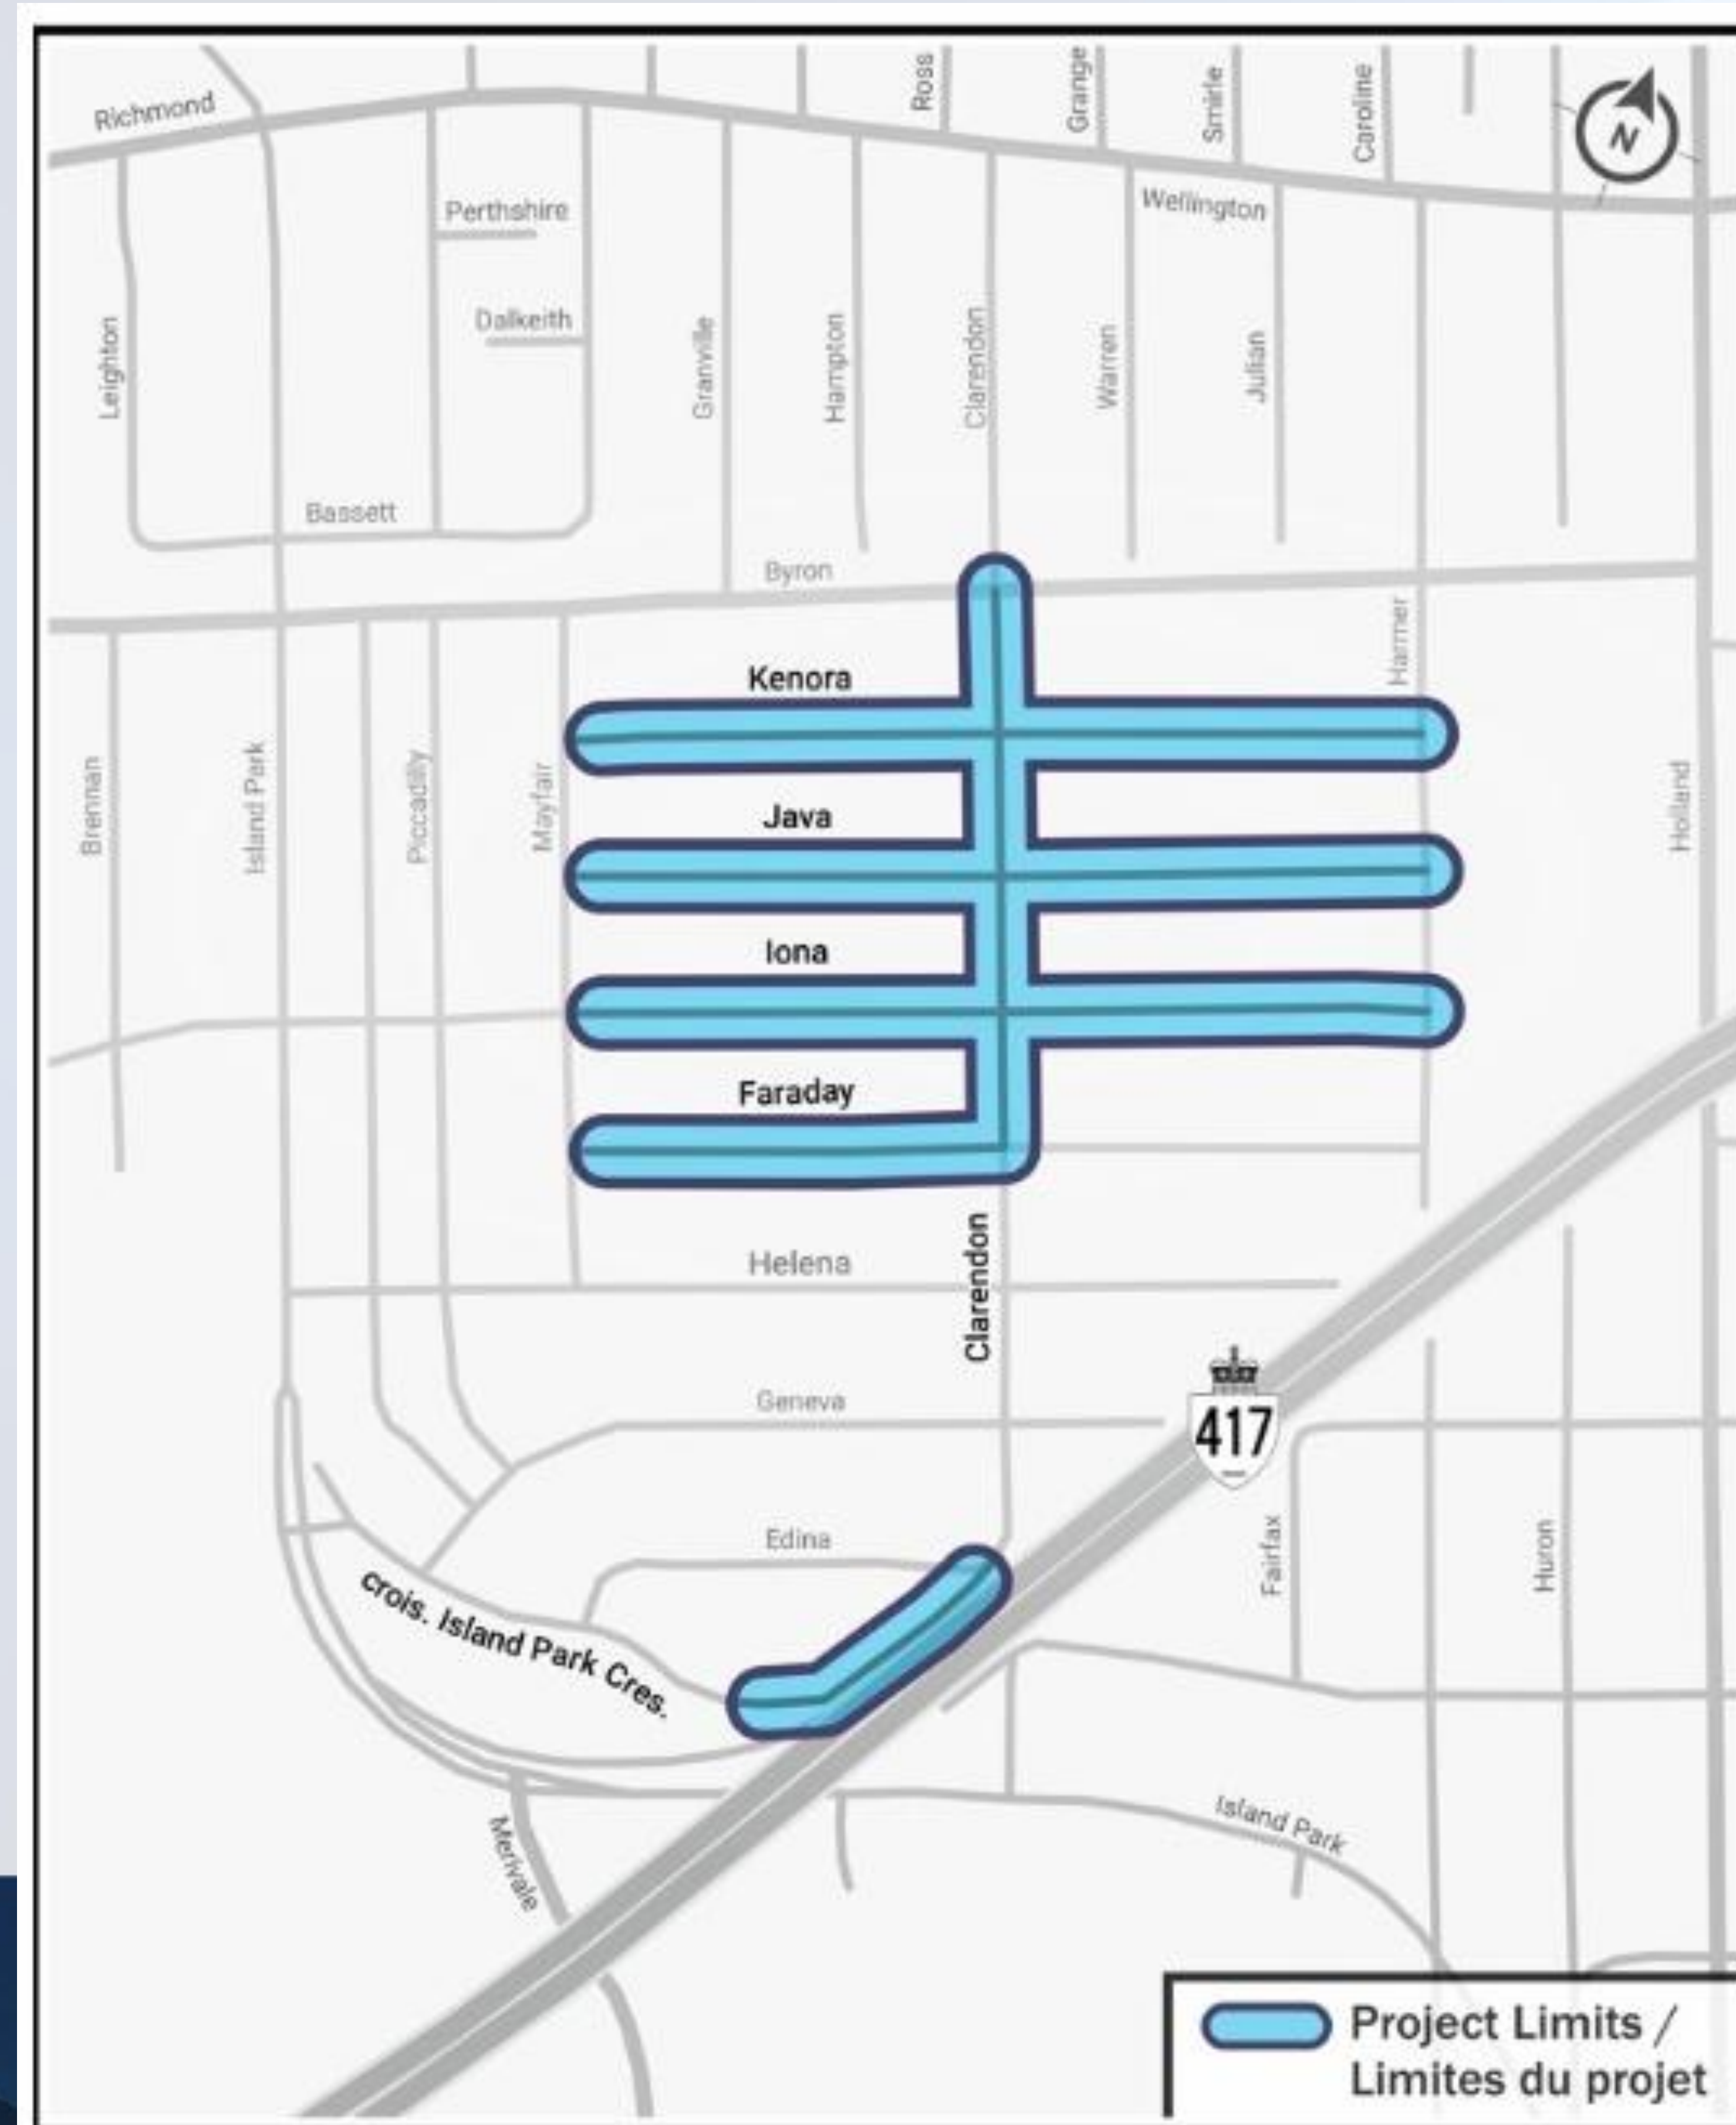 Richmond
Ross
Grange
Smirle
Caroline
N
Perthshire
Wellington
Dalkeith
Leighton
Granville
Hampton
Clarendon
Warren
Julian
Bassett
Byron
Harmer
Kenora
Brennan
Island Park
Piccadilly
Mayfair
Java
Holland
Iona
Faraday
Helena
Clarendon
Geneva
417
Edina
Fairfax
Huron
crois. Island Park Cres.
Island Park
Merivale
Project Limits /
Limites du projet